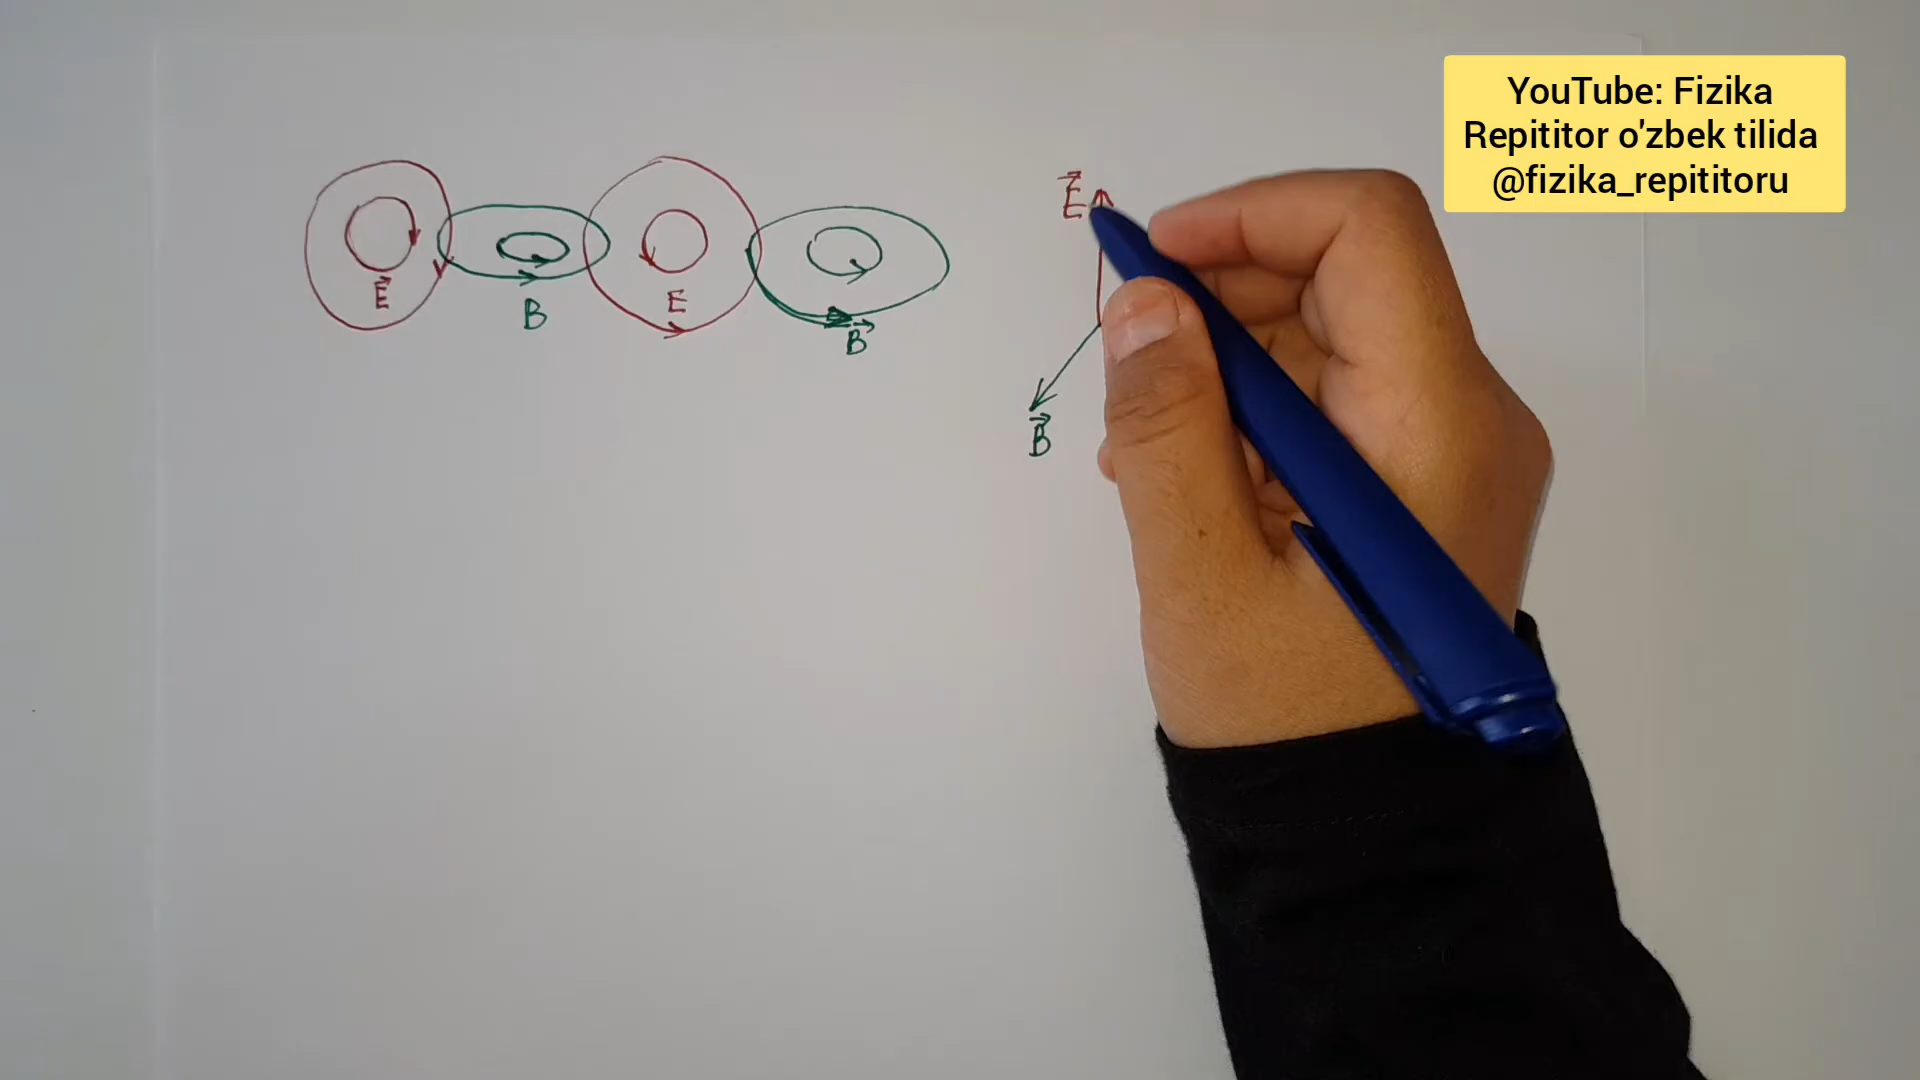 YouTube: Fizika
Repititor o'zbek tilida
@fizika_repititoru
E
B
E
B
E
B